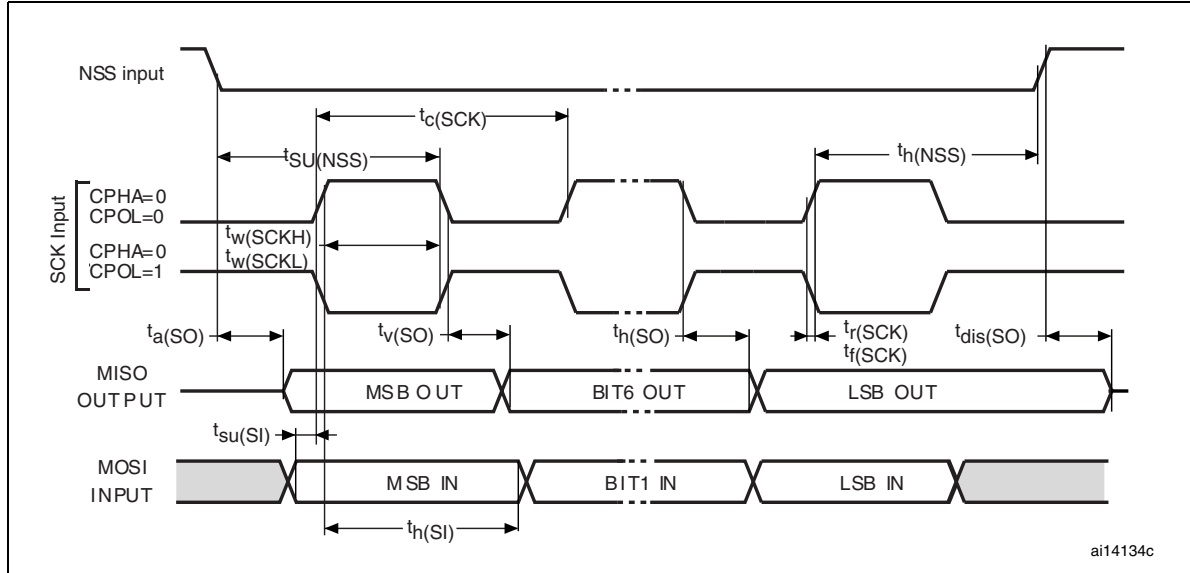 NSS input
tc(SCK)
tSU(NSS)
th(NSS)
SCK Input
CPHA=0
CPOL=0
tw(SCKH)
CPHA=0
tw(SCKL)
CPOL=1
ta(SO)
tv(SO)
th(SO)
tr(SCK)
tf(SCK)
tdis(SO)
MISO
OUTPUT
MSB OUT
BIT6 OUT
LSB OUT
tsu(SI)
MOSI
INPUT
MSB IN
BIT1 IN
LSB IN
th(SI)
ai14134c